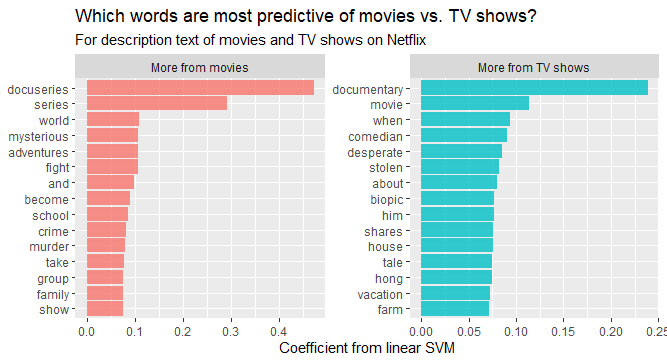 Which words are most predictive of movies vs. TV shows?
For description text of movies and TV shows on Netflix
More from movies
docuseries
series
world
mysterious
adventures
fight
and
become
school
crime
murder
take
group
family
show
0.0 0.1 0.2 0.3 0.4
More from TV shows
documentary
movie
when
comedian
desperate
stolen
about
biopic
him
shares
house
tale
hong
vacation
farm
0.00 0.05 0.10 0.15 0.20 0.25
Coefficient from linear SVM